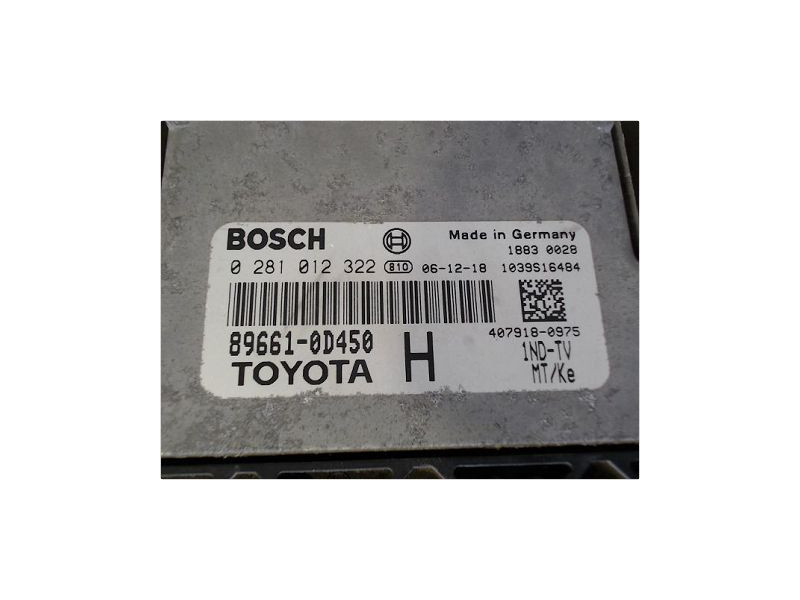 BOSCH Made in Germany
1883 0028
0 281 012 322 810 06-12-18 1039S16484
407918-0975
89661-0D450 H 1ND-TV
TOYOTA MT/Ke